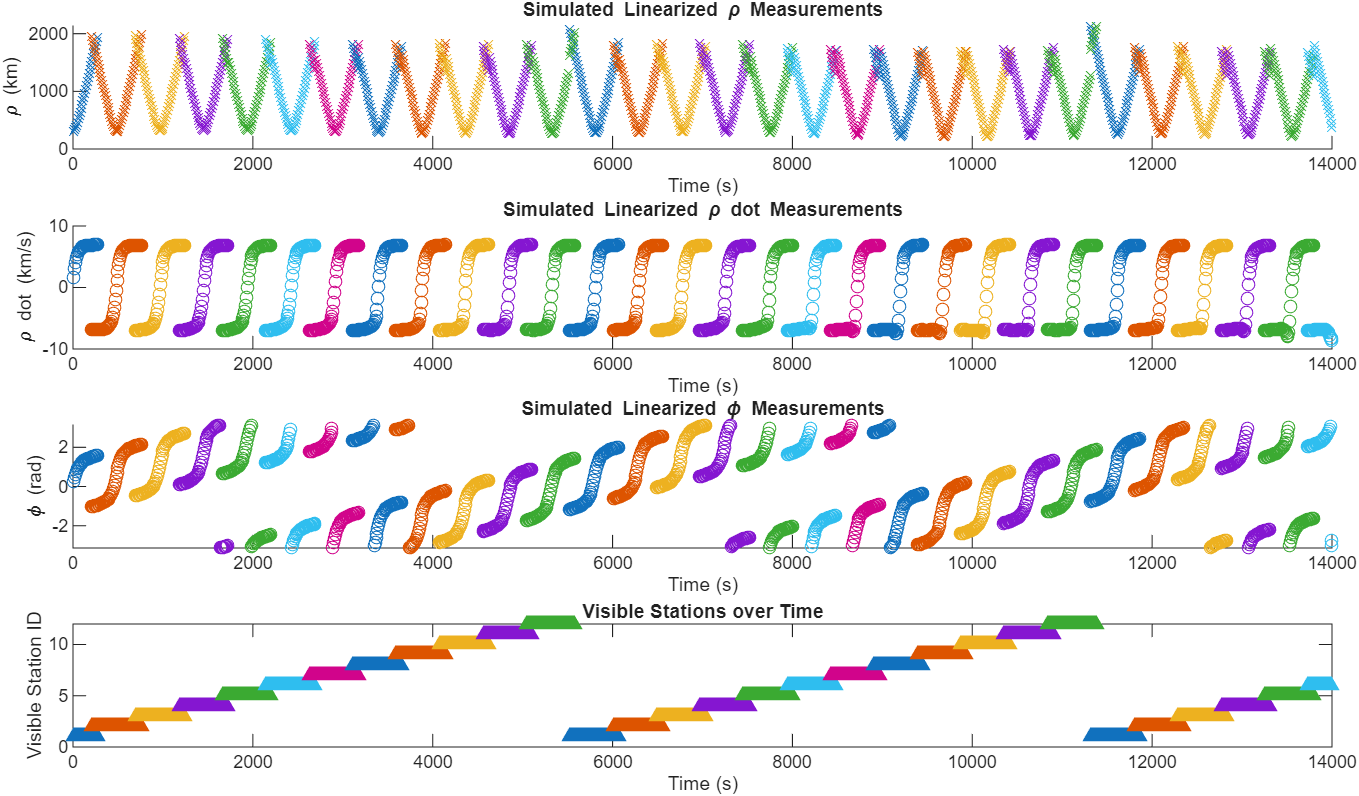 Simulated Linearized ρ Measurements
2000
1000
0
ρ (km)
0 2000 4000 6000 8000 10000 12000 14000
Time (s)
Simulated Linearized ρ dot Measurements
10
0
-10
ρ dot (km/s)
0 2000 4000 6000 8000 10000 12000 14000
Time (s)
Simulated Linearized ϕ Measurements
2
0
-2
ϕ (rad)
0 2000 4000 6000 8000 10000 12000 14000
Time (s)
Visible Stations over Time
10
5
0
Visible Station ID
0 2000 4000 6000 8000 10000 12000 14000
Time (s)